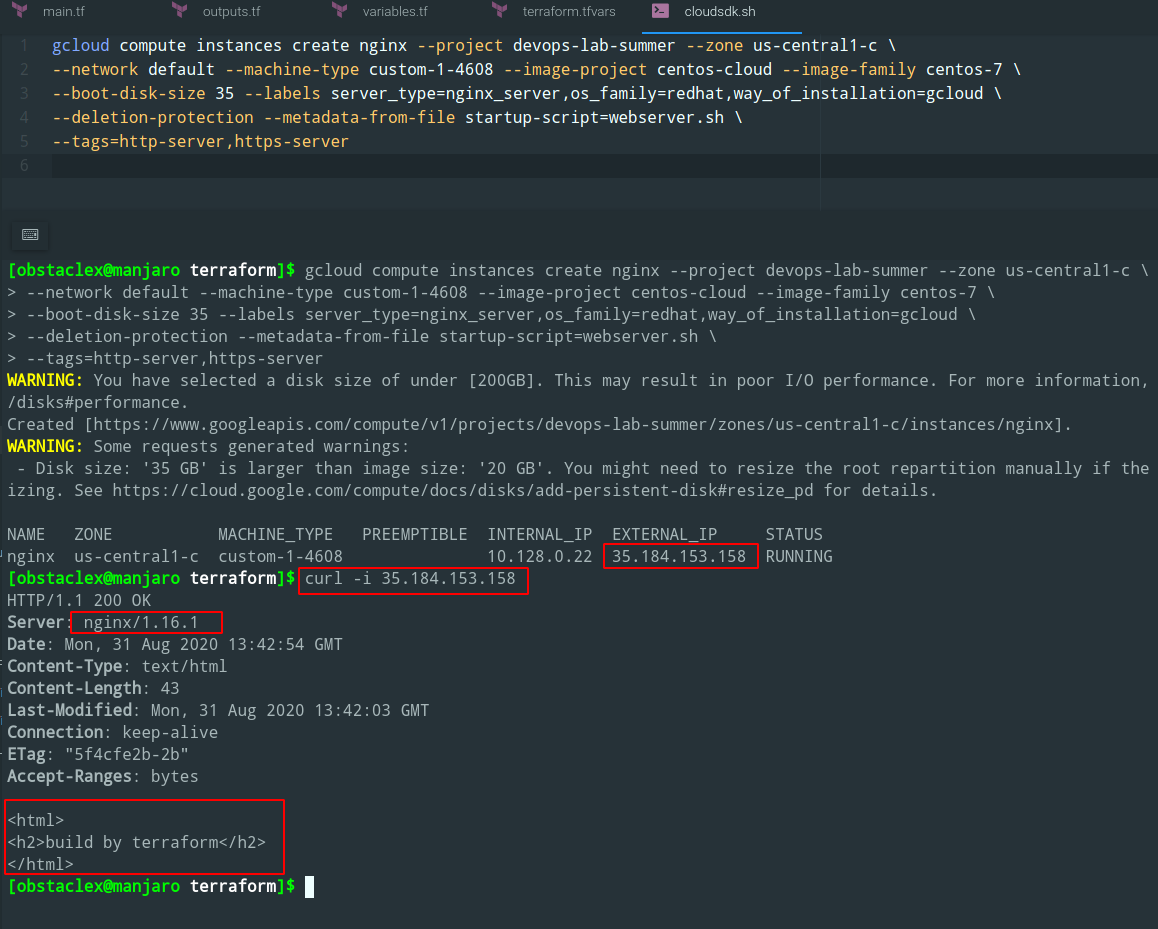 main.tf outputs.tf variables.tf terraform.tfvars cloudsdk.sh
1 gcloud compute instances create nginx --project devops-lab-summer --zone us-central1-c \
2 --network default --machine-type custom-1-4608 --image-project centos-cloud --image-family centos-7 \
3 --boot-disk-size 35 --labels server_type=nginx_server,os_family=redhat,way_of_installation=gcloud \
4 --deletion-protection --metadata-from-file startup-script=webserver.sh \
5 --tags=http-server,https-server
6
[obstaclex@manjaro terraform]$ gcloud compute instances create nginx --project devops-lab-summer --zone us-central1-c \
> --network default --machine-type custom-1-4608 --image-project centos-cloud --image-family centos-7 \
> --boot-disk-size 35 --labels server_type=nginx_server,os_family=redhat,way_of_installation=gcloud \
> --deletion-protection --metadata-from-file startup-script=webserver.sh \
> --tags=http-server,https-server
WARNING: You have selected a disk size of under [200GB]. This may result in poor I/O performance. For more information,
/disks#performance.
Created [https://www.googleapis.com/compute/v1/projects/devops-lab-summer/zones/us-central1-c/instances/nginx].
WARNING: Some requests generated warnings:
- Disk size: '35 GB' is larger than image size: '20 GB'. You might need to resize the root repartition manually if the
izing. See https://cloud.google.com/compute/docs/disks/add-persistent-disk#resize_pd for details.
NAME ZONE MACHINE_TYPE PREEMPTIBLE INTERNAL_IP EXTERNAL_IP STATUS
nginx us-central1-c custom-1-4608 10.128.0.22 35.184.153.158 RUNNING
[obstaclex@manjaro terraform]$ curl -i 35.184.153.158
HTTP/1.1 200 OK
Server: nginx/1.16.1
Date: Mon, 31 Aug 2020 13:42:54 GMT
Content-Type: text/html
Content-Length: 43
Last-Modified: Mon, 31 Aug 2020 13:42:03 GMT
Connection: keep-alive
ETag: "5f4cfe2b-2b"
Accept-Ranges: bytes
<html>
<h2>build by terraform</h2>
</html>
[obstaclex@manjaro terraform]$